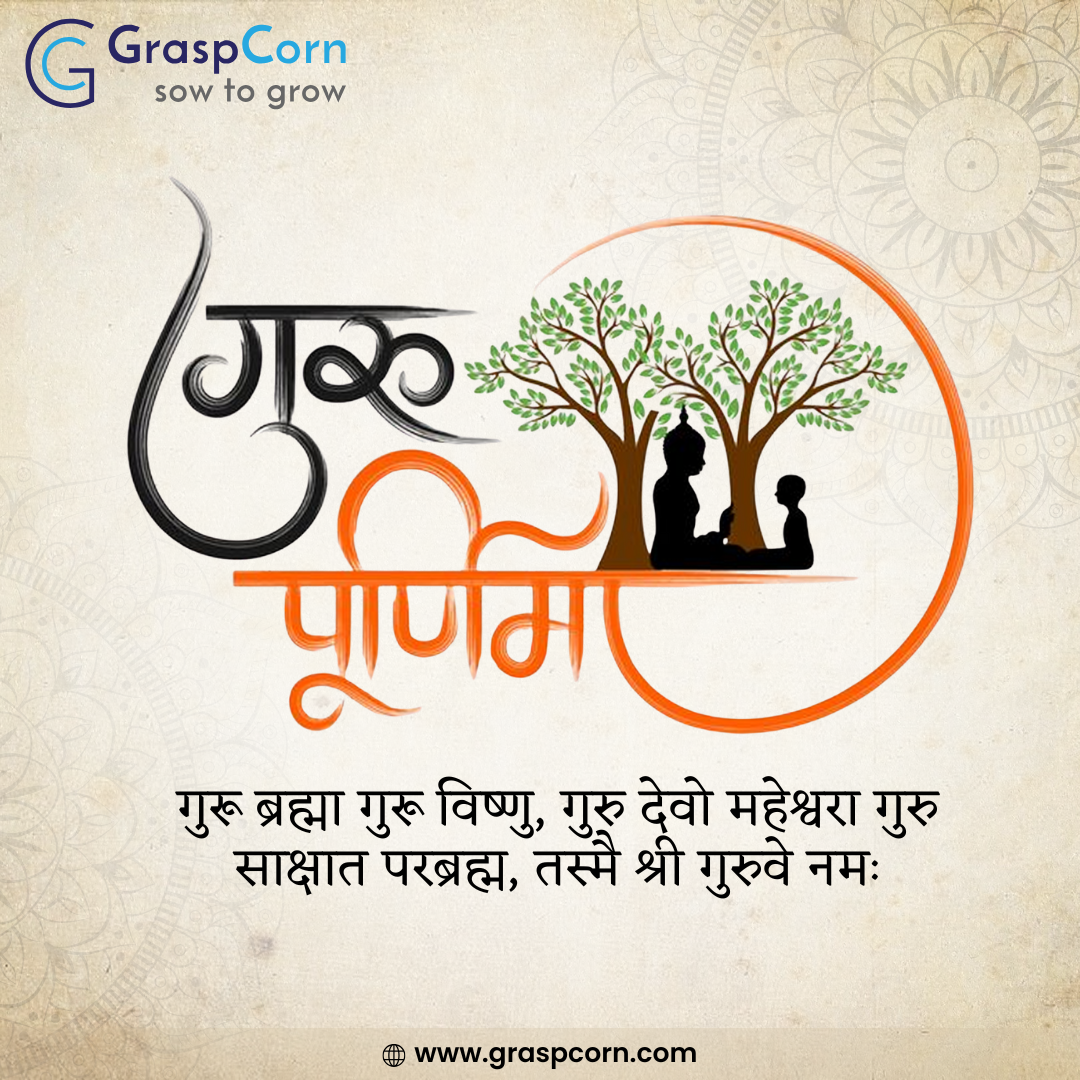 GraspCorn
sow to grow
गुरु
पूर्णिमा
गुरू ब्रह्मा गुरू विष्णु, गुरु देवो महेश्वरा गुरु
साक्षात परब्रह्म, तस्मै श्री गुरुवे नमः
www.graspcorn.com